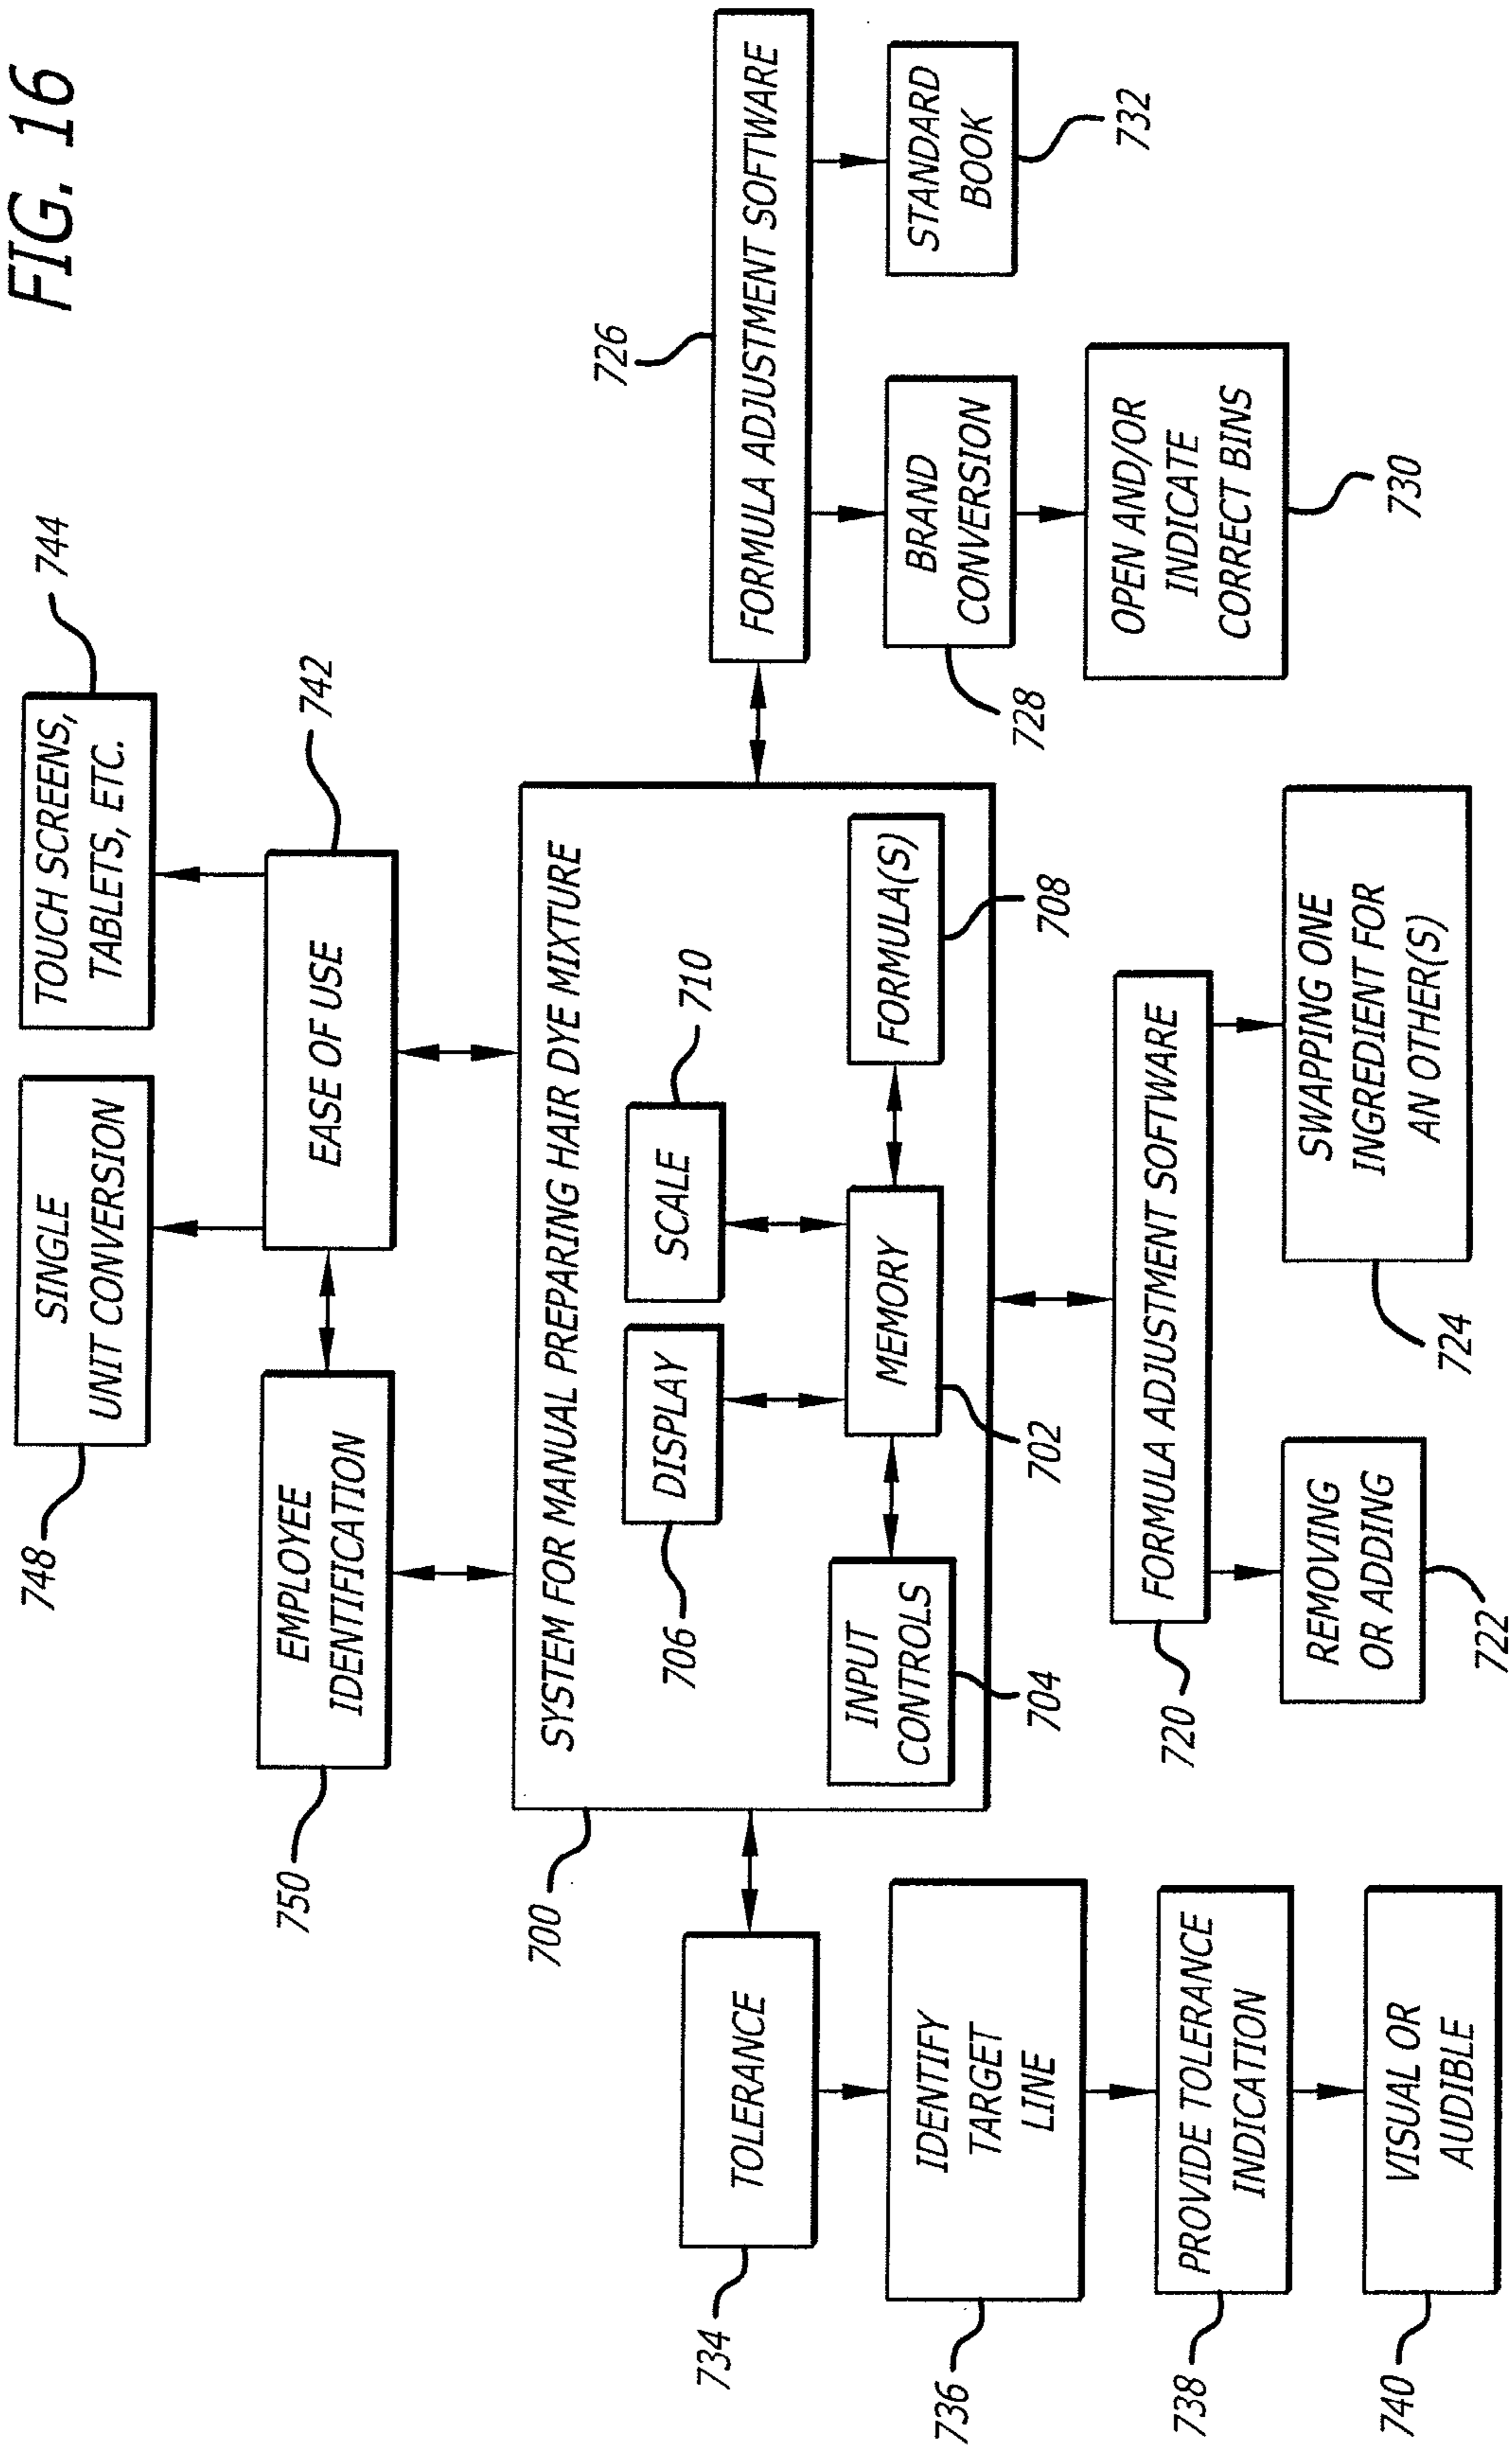 FIG. 16
748
SINGLE
UNIT CONVERSION
TOUCH SCREENS,
TABLETS, ETC.
744
750
EMPLOYEE
IDENTIFICATION
EASE OF USE
742
700
SYSTEM FOR MANUAL PREPARING HAIR DYE MIXTURE
706
DISPLAY
SCALE
710
INPUT
CONTROLS
704
MEMORY
702
FORMULA(S)
708
726
FORMULA ADJUSTMENT SOFTWARE
728
BRAND
CONVERSION
STANDARD
BOOK
732
OPEN AND/OR
INDICATE
CORRECT BINS
730
734
TOLERANCE
736
IDENTIFY
TARGET
LINE
738
PROVIDE TOLERANCE
INDICATION
740
VISUAL OR
AUDIBLE
720
FORMULA ADJUSTMENT SOFTWARE
REMOVING
OR ADDING
722
724
SWAPPING ONE
INGREDIENT FOR
AN OTHER(S)